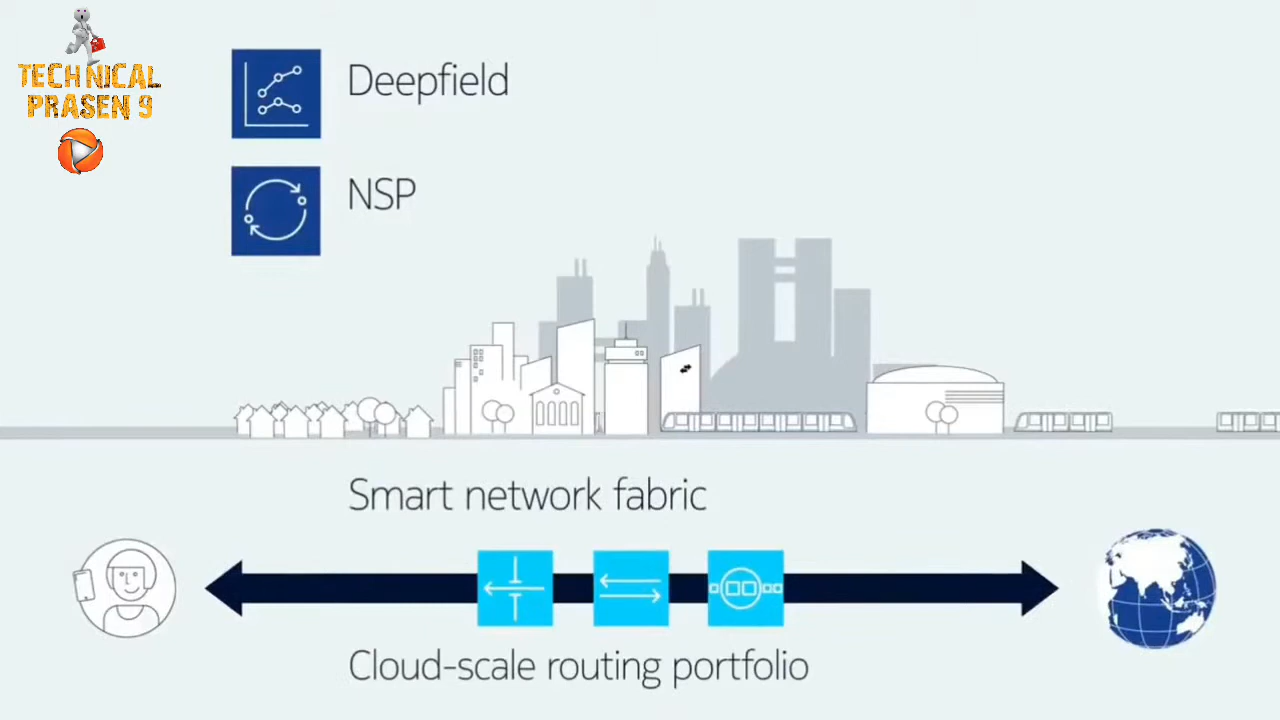 TECHNICAL
PRASEN 9
Deepfield
NSP
Smart network fabric
Cloud-scale routing portfolio